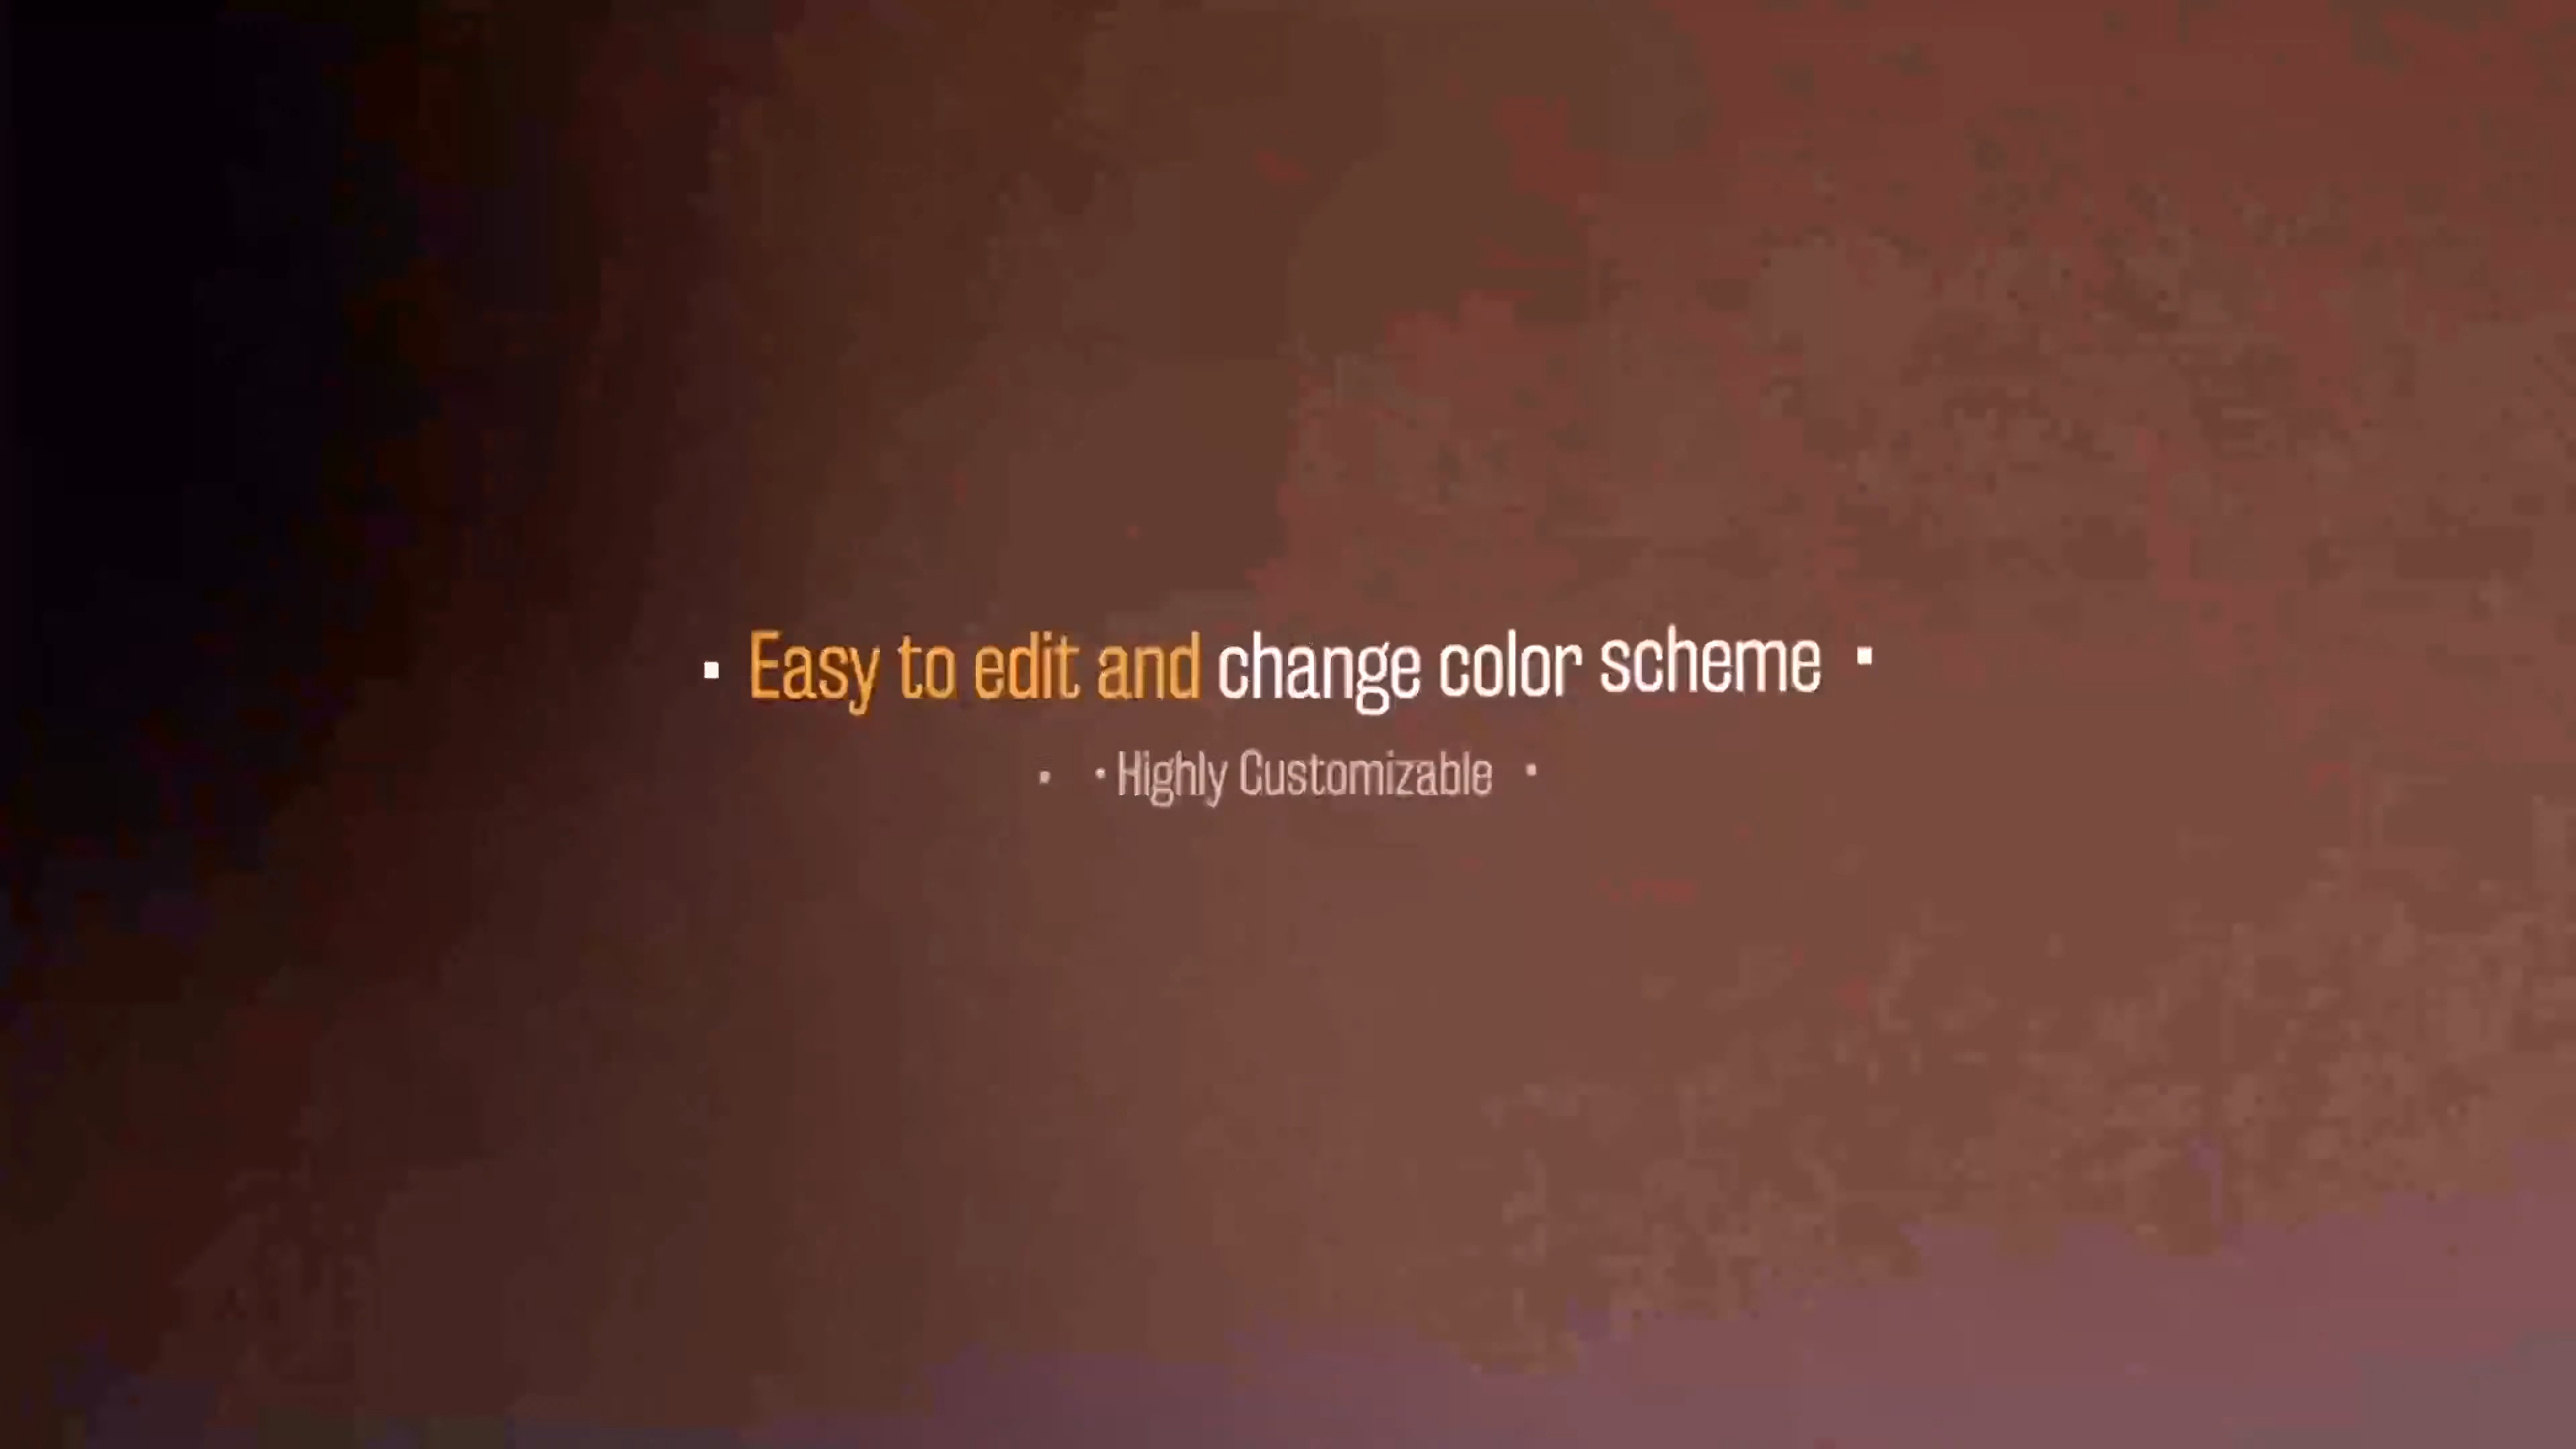 ▪ Easy to edit and change color scheme ▪
• • Highly Customizable •